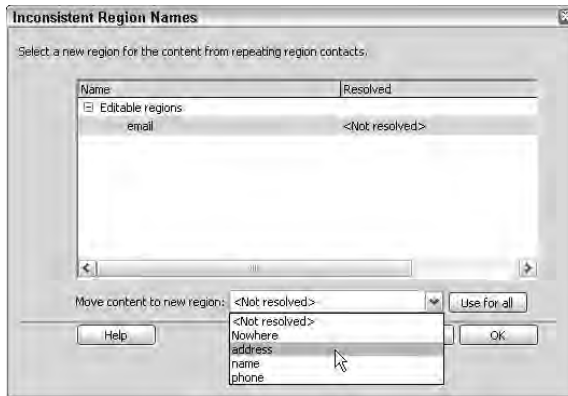 Inconsistent Region Names
Select a new region for the content from repeating region contacts.
Name Resolved
Editable regions
email <Not resolved>
Move content to new region: <Not resolved> Use for all
<Not resolved>
Help OK
Nowhere
address
name
phone